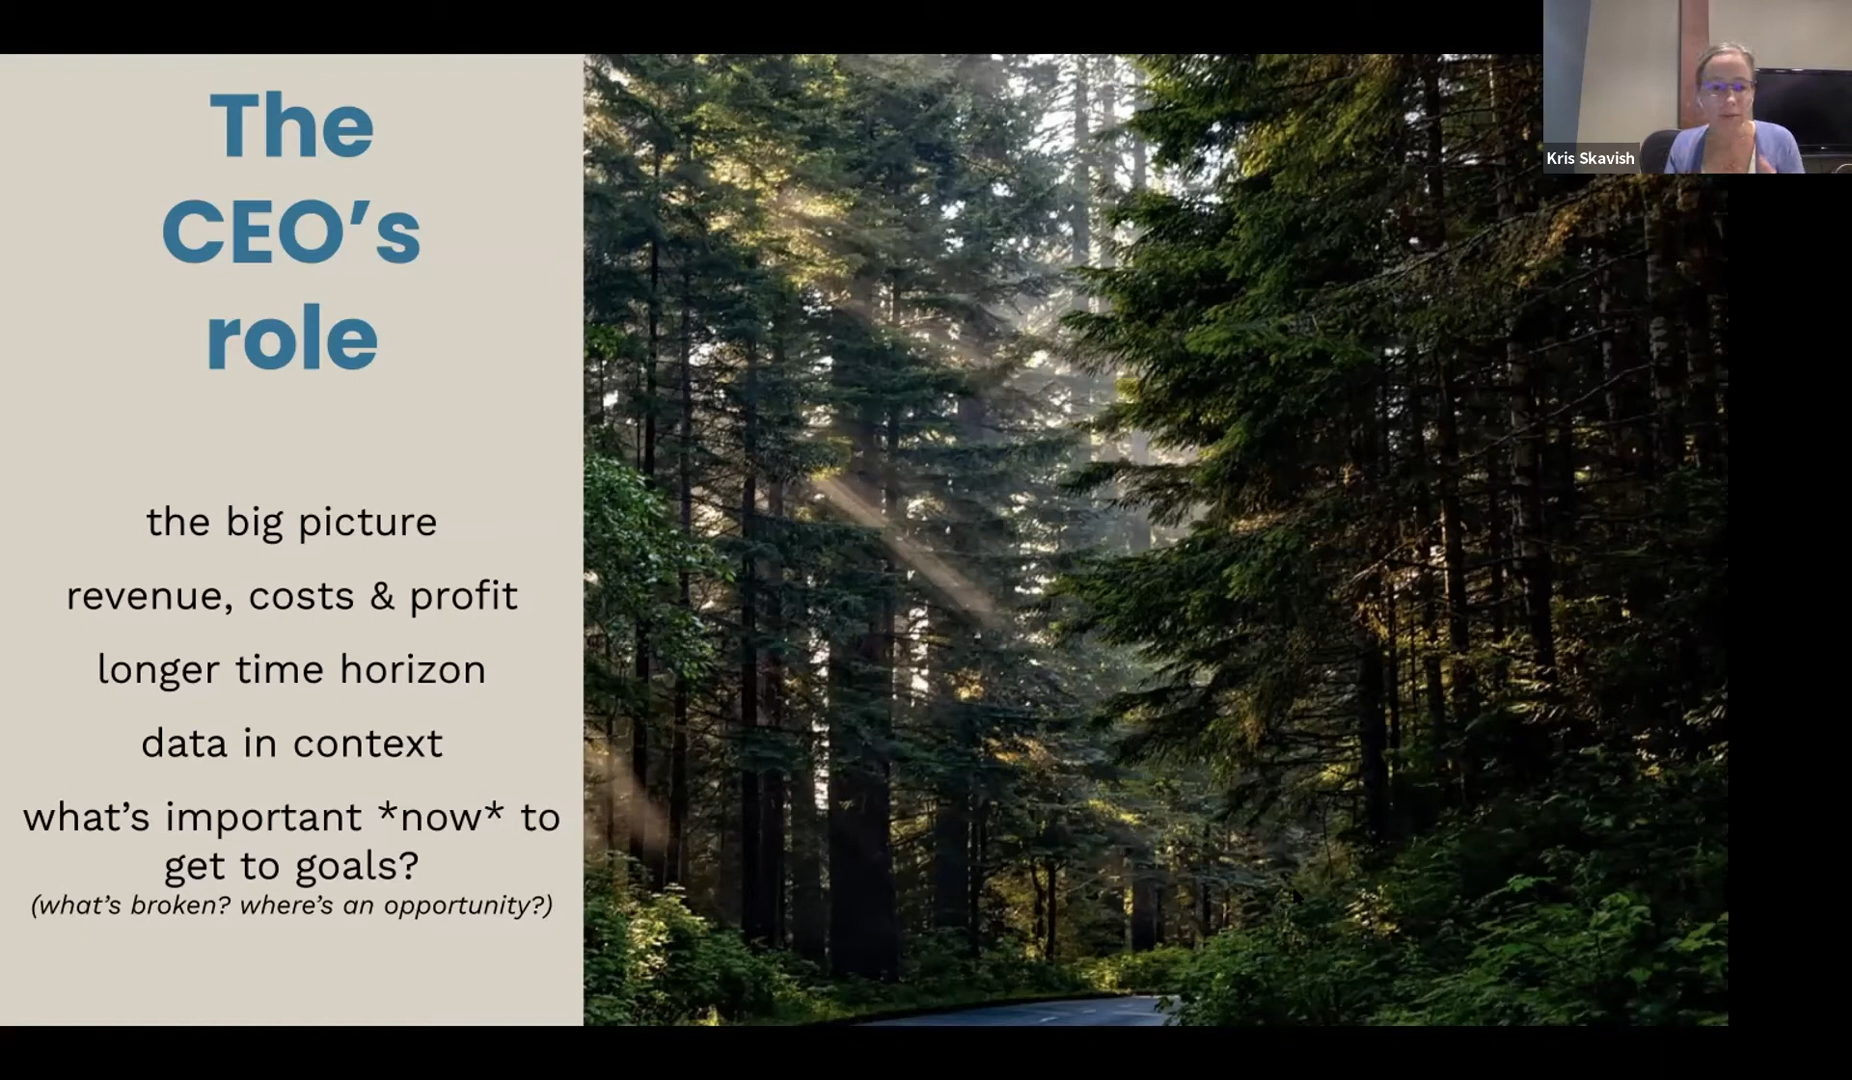 The
CEO’s
role
the big picture
revenue, costs & profit
longer time horizon
data in context
what’s important *now* to
get to goals?
(what’s broken? where’s an opportunity?)
Kris Skavish